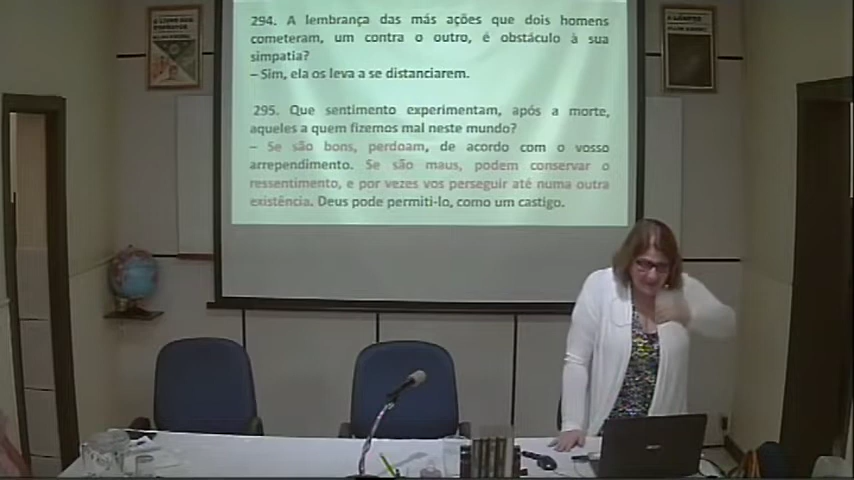 294. A lembrança das más ações que dois homens
cometeram, um contra o outro, é obstáculo à sua
simpatia?
– Sim, ela os leva a se distanciarem.
295. Que sentimento experimentam, após a morte,
aqueles a quem fizemos mal neste mundo?
– Se são bons, perdoam, de acordo com o vosso
arrependimento. Se são maus, podem conservar o
ressentimento, e por vezes vos perseguir até numa outra
existência. Deus pode permiti-lo, como um castigo.